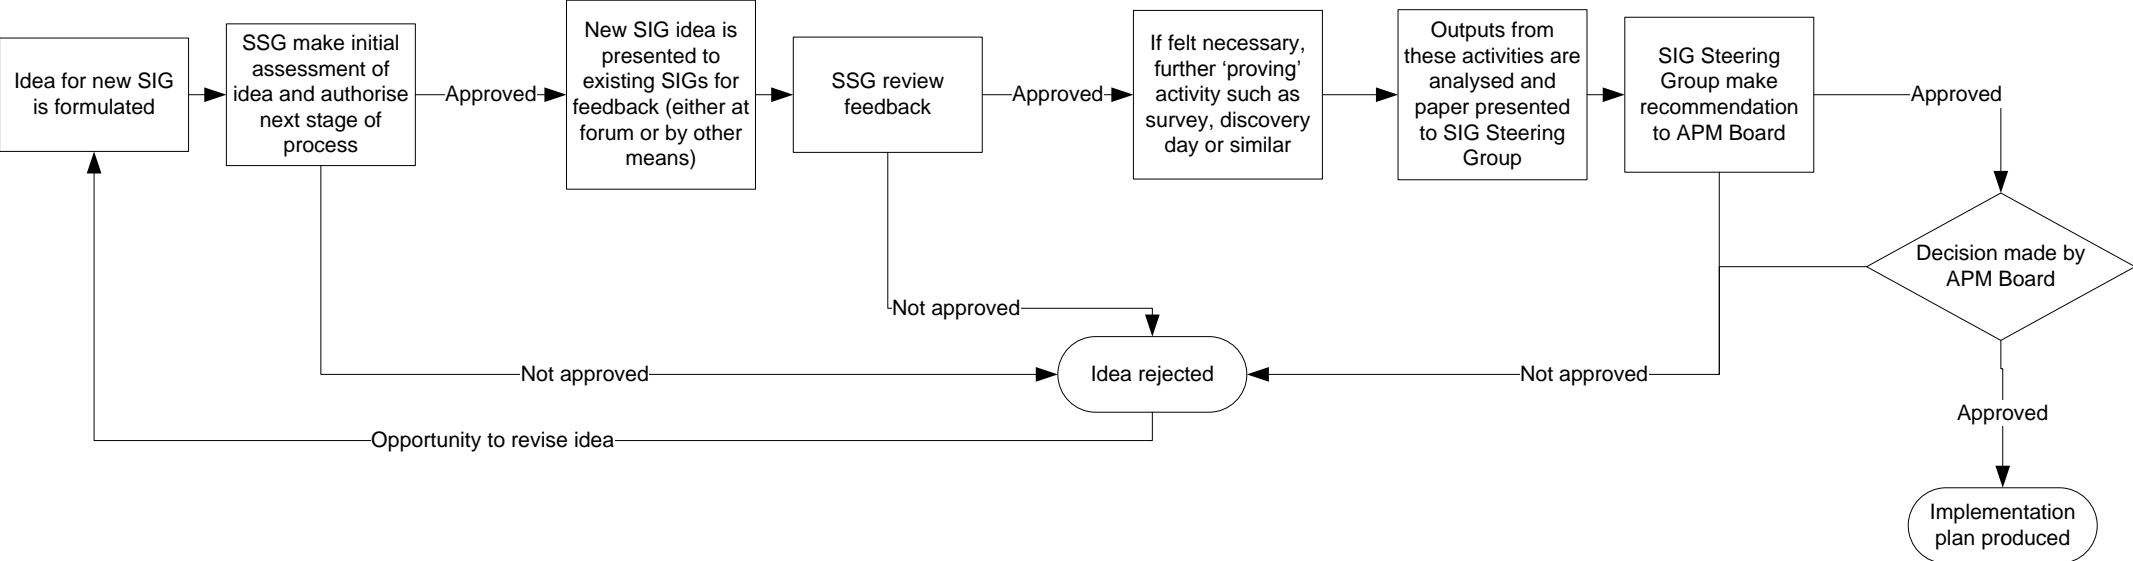 Idea for new SIG
is formulated
SSG make initial
assessment of
idea and authorise
next stage of
process
Approved
New SIG idea is
presented to
existing SIGs for
feedback (either at
forum or by other
means)
SSG review
feedback
Approved
If felt necessary,
further ‘proving’
activity such as
survey, discovery
day or similar
Outputs from
these activities are
analysed and
paper presented
to SIG Steering
Group
SIG Steering
Group make
recommendation
to APM Board
Approved
Decision made by
APM Board
Not approved
Not approved
Idea rejected
Not approved
Approved
Opportunity to revise idea
Implementation
plan produced